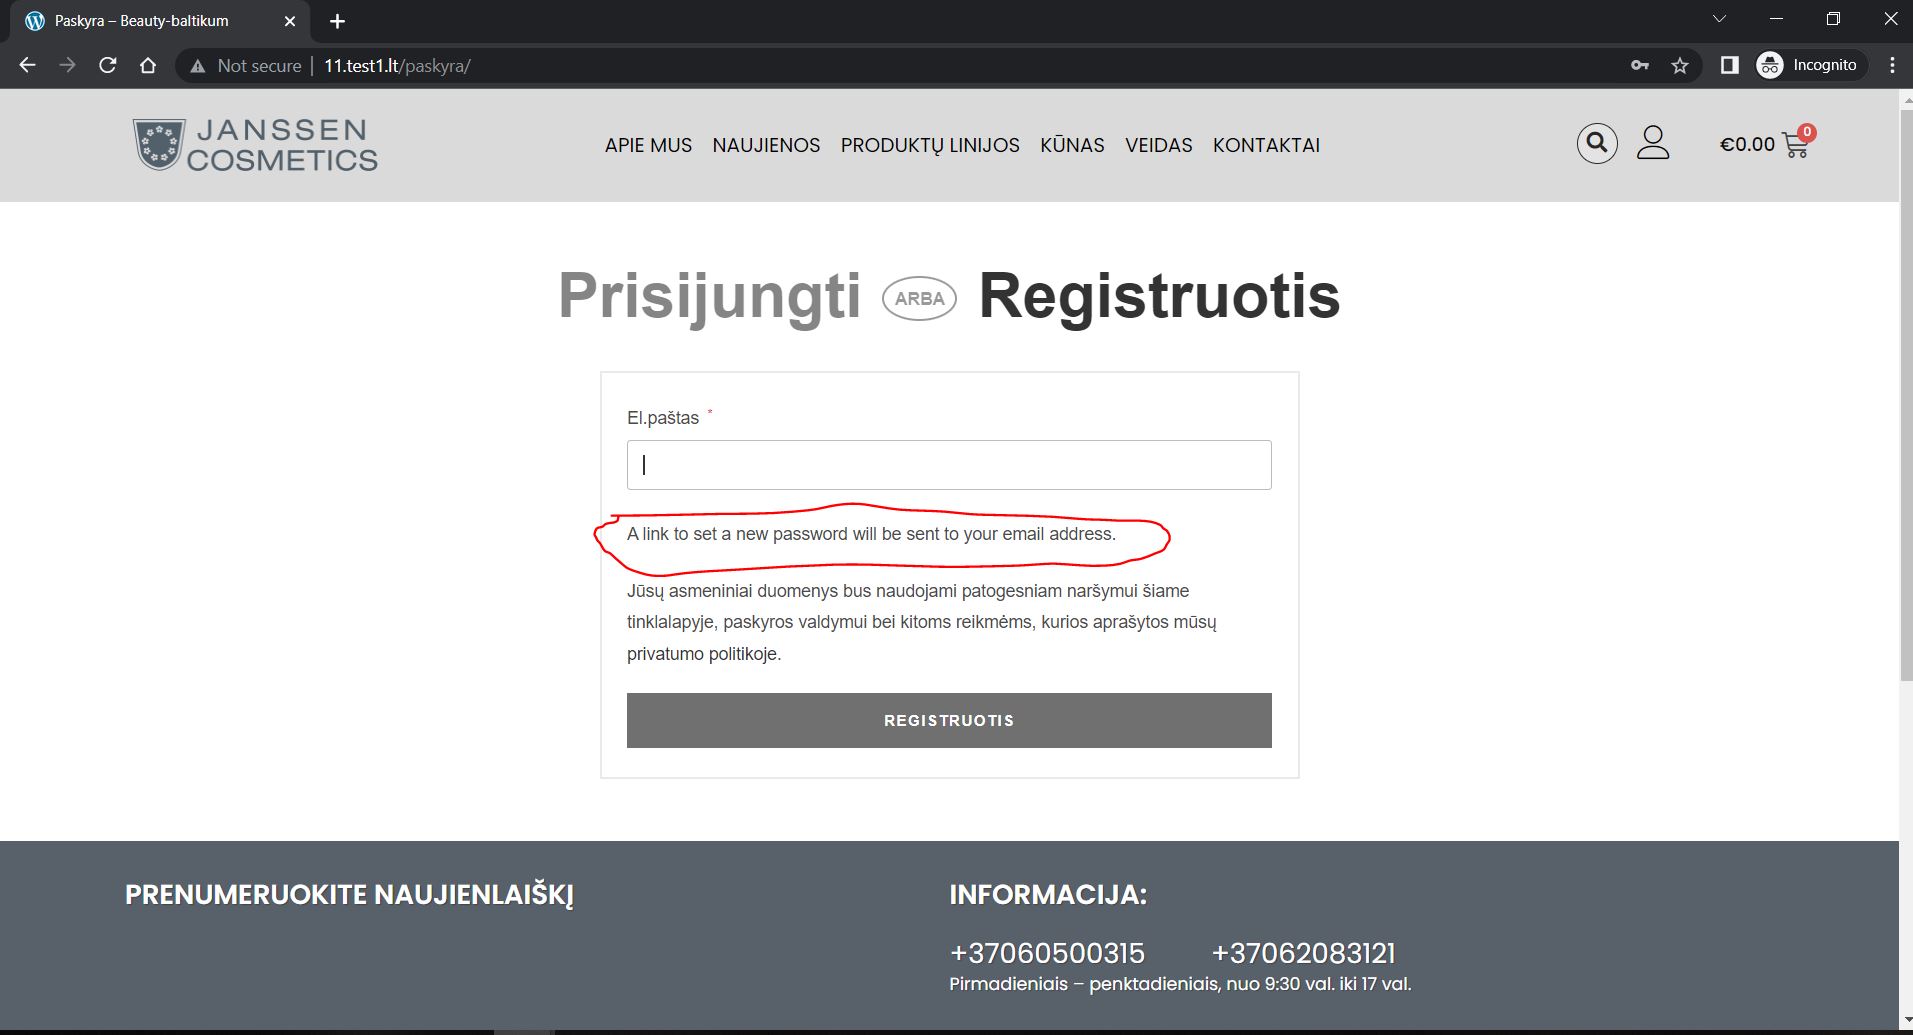 Paskyra – Beauty-baltikum
Not secure
11.test1.lt/paskyra/
Incognito
JANSSEN
COSMETICS
APIE MUS
NAUJIENOS
PRODUKTŲ LINIJOS
KŪNAS
VEIDAS
KONTAKTAI
€0.00
0
Prisijungti
ARBA
Registruotis
El.paštas *
A link to set a new password will be sent to your email address.
Jūsų asmeniniai duomenys bus naudojami patogesniam naršymui šiame
tinklalapyje, paskyros valdymui bei kitoms reikmėms, kurios aprašytos mūsų
privatumo politikoje.
REGISTRUOTIS
PRENUMERUOKITE NAUJIENLAIŠKĮ
INFORMACIJA:
+37060500315
+37062083121
Pirmadieniais – penktadieniais, nuo 9:30 val. iki 17 val.